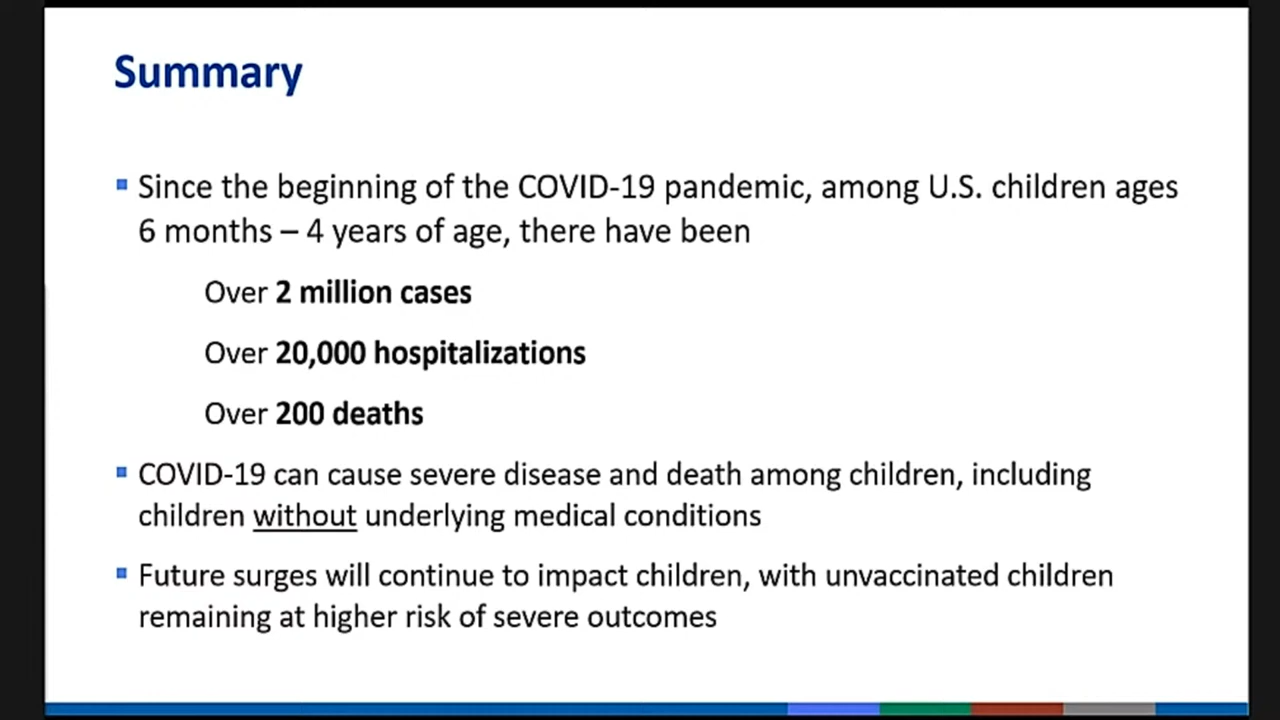 Summary
Since the beginning of the COVID-19 pandemic, among U.S. children ages
6 months – 4 years of age, there have been
Over 2 million cases
Over 20,000 hospitalizations
Over 200 deaths
COVID-19 can cause severe disease and death among children, including
children without underlying medical conditions
Future surges will continue to impact children, with unvaccinated children
remaining at higher risk of severe outcomes